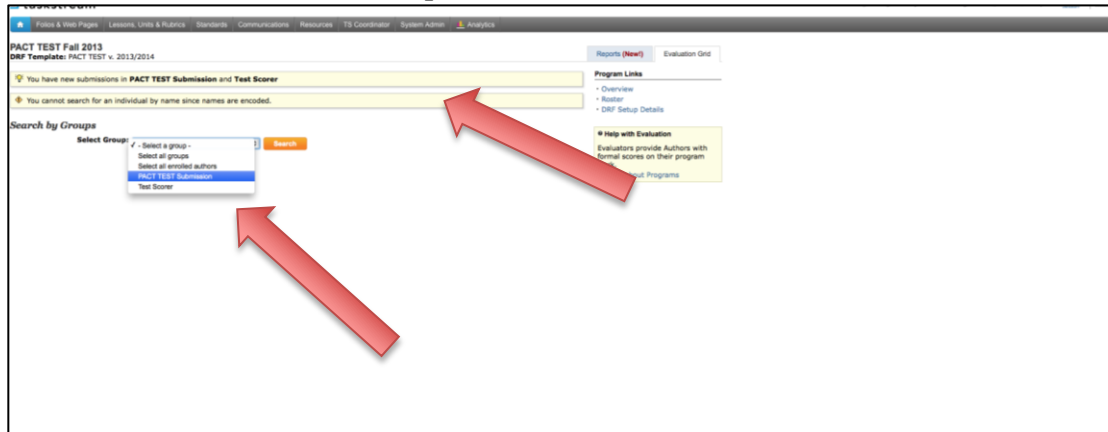 Folios & Web Pages Lessons, Units & Rubrics Standards Communications Resources TS Coordinator System Admin Analytics
PACT TEST Fall 2013
DRF Template: PACT TEST v. 2013/2014
Reports (New!) Evaluation Grid
You have new submissions in PACT TEST Submission and Test Scorer
You cannot search for an individual by name since names are encoded.
Program Links
· Overview
· Roster
· DRF Setup Details
Search by Groups
Select Group:
✓ - Select a group -
Search
Select all groups
Select all enrolled authors
PACT TEST Submission
Test Scorer
Help with Evaluation
Evaluators provide Authors with
formal scores on their program
Programs